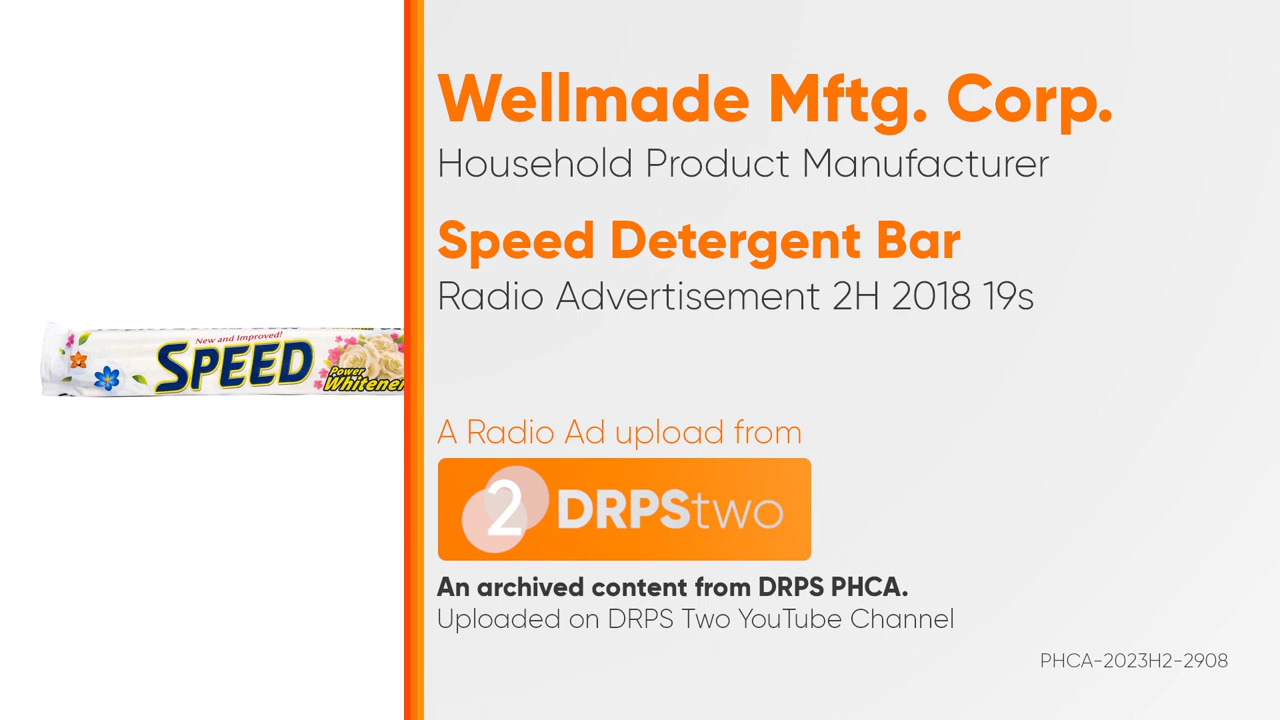 New and Improved!
SPEED
Power
Whitener
Wellmade Mftg. Corp.
Household Product Manufacturer
Speed Detergent Bar
Radio Advertisement 2H 2018 19s
A Radio Ad upload from
2 DRPStwo
An archived content from DRPS PHCA.
Uploaded on DRPS Two YouTube Channel
PHCA-2023H2-2908